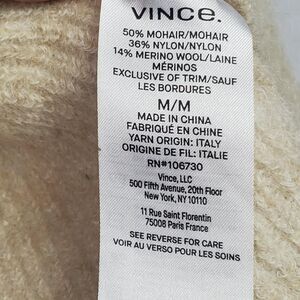 VINCE.
50% MOHAIR/MOHAIR
36% NYLON/NYLON
14% MERINO WOOL/LAINE
MÉRINOS
EXCLUSIVE OF TRIM/SAUF
LES BORDURES
M/M
MADE IN CHINA
FABRIQUÉ EN CHINE
YARN ORIGIN: ITALY
ORIGINE DE FIL: ITALIE
RN#106730
Vince, LLC
500 Fifth Avenue, 20th Floor
New York, NY 10110
11 Rue Saint Florentin
75008 Paris France
SEE REVERSE FOR CARE
VOIR AU VERSO POUR LES SOINS